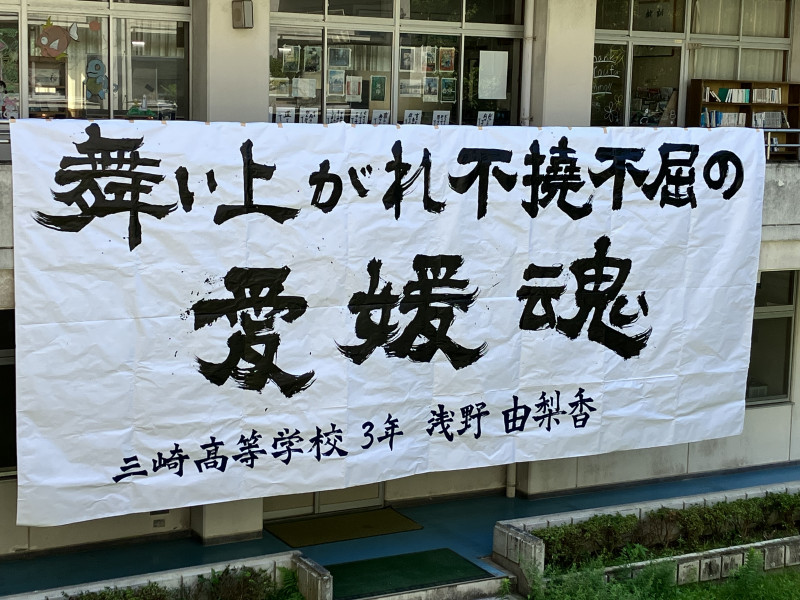 舞い上がれ不撓不屈の
愛媛魂
三崎高等学校 3年 浅野 由梨香